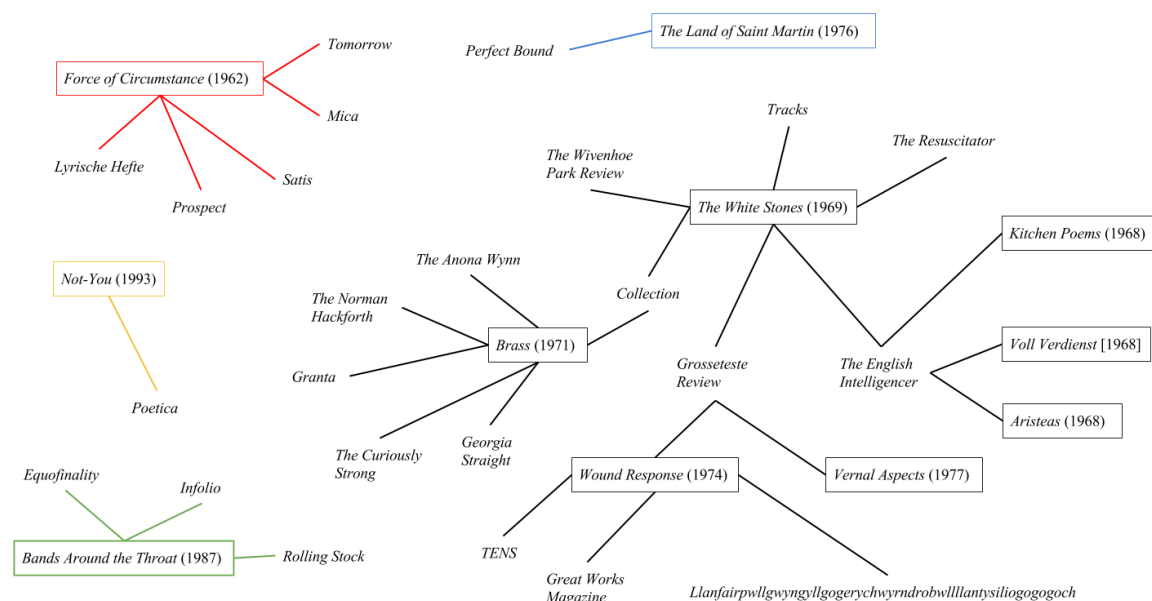 Tomorrow
Perfect Bound
The Land of Saint Martin (1976)
Force of Circumstance (1962)
Mica
Lyrische Hefte
Prospect
Satis
Tracks
The Resuscitator
The Wivenhoe
Park Review
The White Stones (1969)
Kitchen Poems (1968)
Not-You (1993)
The Anona Wynn
Collection
The Norman
Hackforth
Brass (1971)
Granta
Grosseteste
Review
The English
Intelligencer
Voll Verdienst [1968]
Aristeas (1968)
Poetica
The Curiously
Strong
Georgia
Straight
Equofinality
Infolio
Wound Response (1974)
Vernal Aspects (1977)
Bands Around the Throat (1987)
Rolling Stock
TENS
Great Works
Magazine
Llanfairpwllgwyngyllgogerychwyrndrobwllllantysiliogogogoch